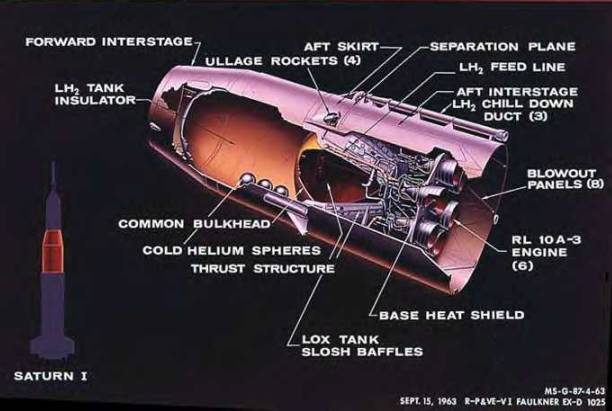 FORWARD INTERSTAGE
AFT SKIRT
SEPARATION PLANE
ULLAGE ROCKETS (4)
LH₂ FEED LINE
LH₂ TANK
INSULATOR
AFT INTERSTAGE
LH₂ CHILL DOWN
DUCT (3)
BLOWOUT
PANELS (8)
COMMON BULKHEAD
COLD HELIUM SPHERES
THRUST STRUCTURE
RL 10 A-3
ENGINE
(6)
BASE HEAT SHIELD
LOX TANK
SLOSH BAFFLES
SATURN I
MS-G-87-4-63
SEPT. 15, 1963 R-P&VE-VI FAULKNER EX-D 1025